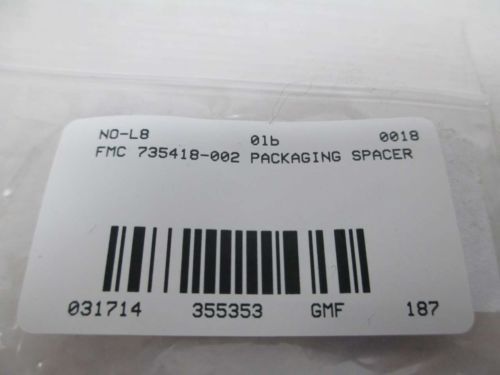 NO-L8 01b 0018
FMC 735418-002 PACKAGING SPACER
031714 355353 GMF 187